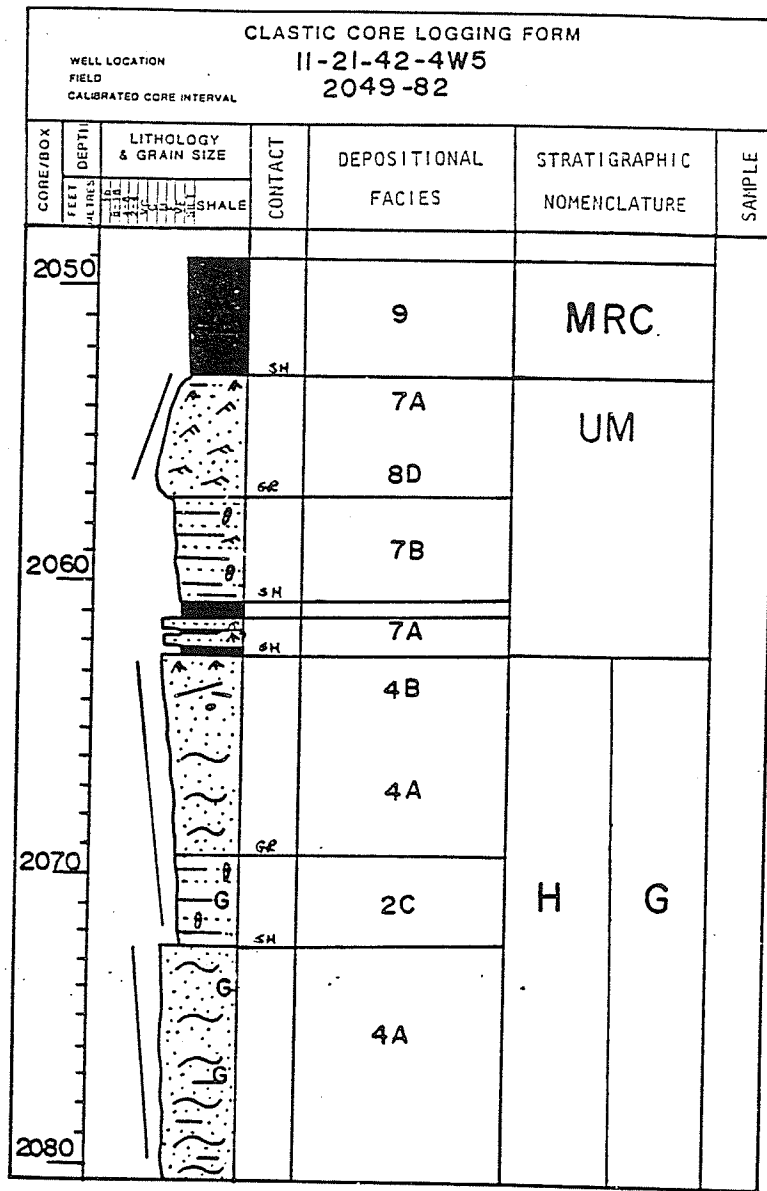 CLASTIC CORE LOGGING FORM
WELL LOCATION 11-21-42-4W5
FIELD 2049-82
CALIBRATED CORE INTERVAL
CORE/BOX
DEPTH
FEET
METRES
LITHOLOGY
& GRAIN SIZE
SHALE
CONTACT
DEPOSITIONAL
FACIES
STRATIGRAPHIC
NOMENCLATURE
SAMPLE
2050
9
MRC
SH
7A
UM
8D
GR
7B
2060
SH
7A
SH
4B
4A
GR
2070
G
2C
H
G
SH
G
4A
G
2080